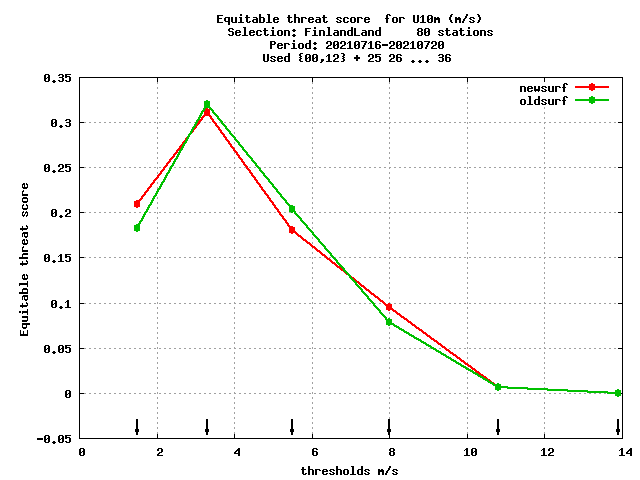 Equitable threat score  for U10m (m/s)
Selection: FinlandLand     80 stations
Period: 20210716-20210720
Used {00,12} + 25 26 ... 36
newsurf
oldsurf
Equitable threat score
0.35
0.3
0.25
0.2
0.15
0.1
0.05
0
-0.05
0 2 4 6 8 10 12 14
thresholds m/s